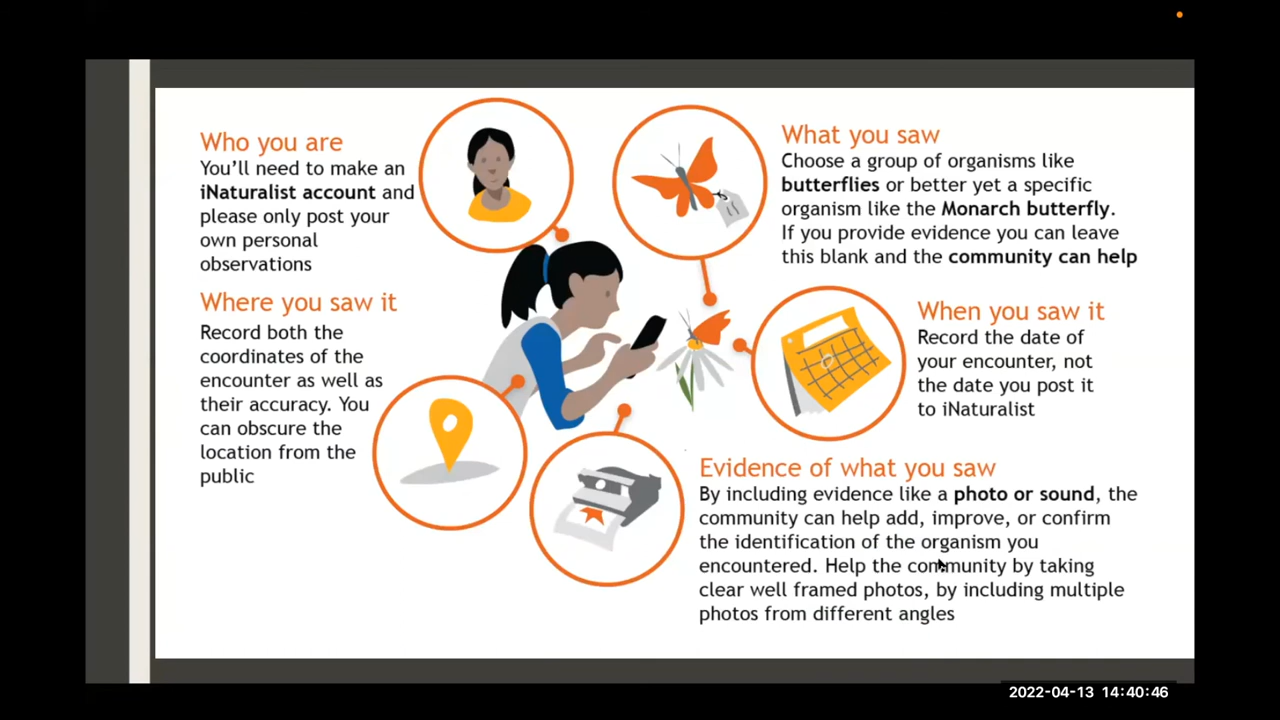 Who you are
You'll need to make an
iNaturalist account and
please only post your
own personal
observations
Where you saw it
Record both the
coordinates of the
encounter as well as
their accuracy. You
can obscure the
location from the
public
What you saw
Choose a group of organisms like
butterflies or better yet a specific
organism like the Monarch butterfly.
If you provide evidence you can leave
this blank and the community can help
When you saw it
Record the date of
your encounter, not
the date you post it
to iNaturalist
Evidence of what you saw
By including evidence like a photo or sound, the
community can help add, improve, or confirm
the identification of the organism you
encountered. Help the community by taking
clear well framed photos, by including multiple
photos from different angles
2022-04-13 14:40:46